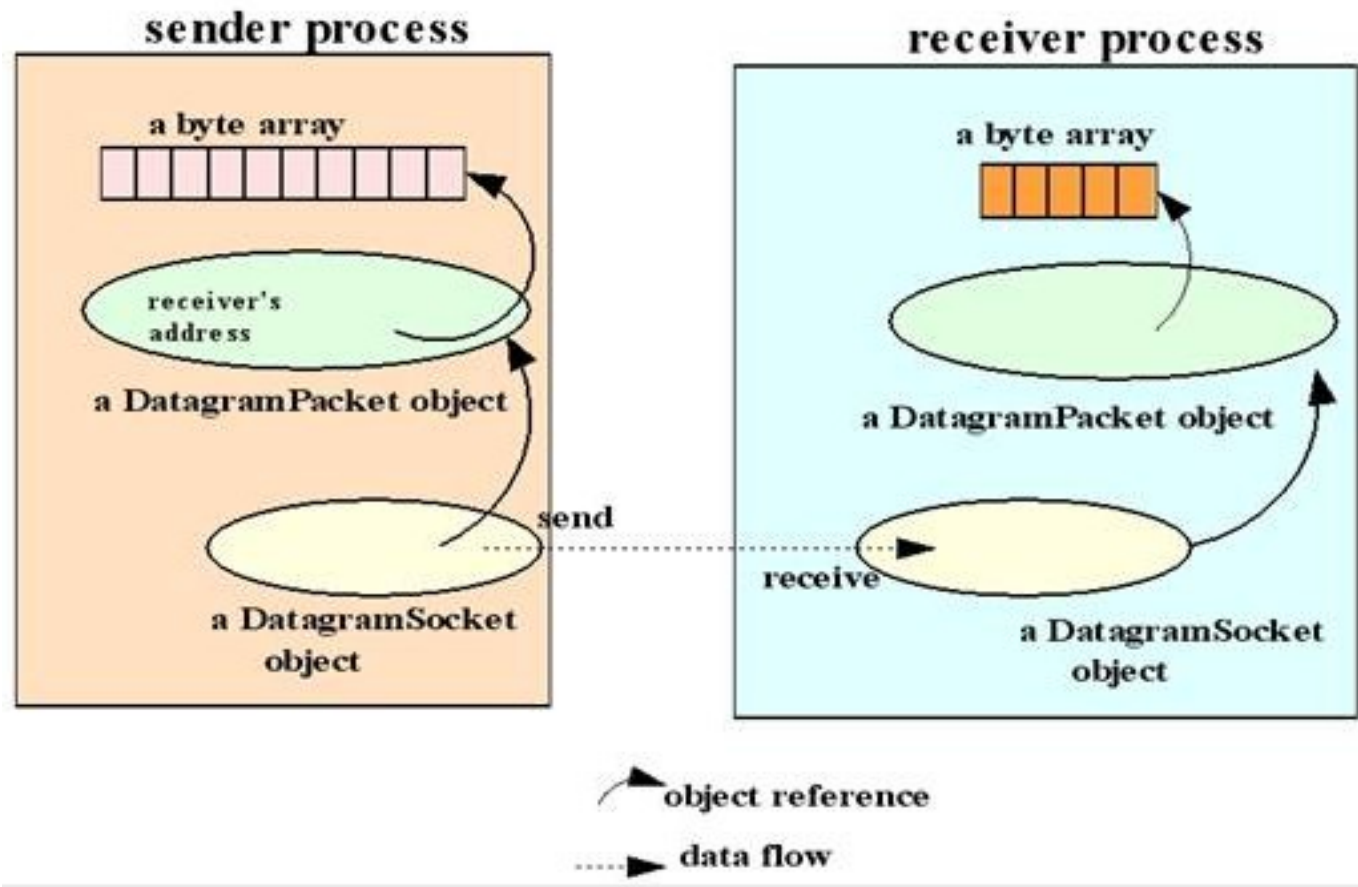 sender process
a byte array
receiver's
address
a DatagramPacket object
send
a DatagramSocket
object
receiver process
a byte array
a DatagramPacket object
receive
a DatagramSocket
object
object reference
data flow